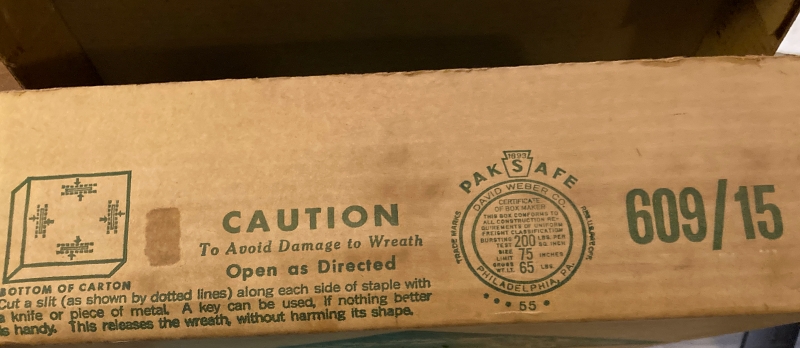 BOTTOM OF CARTON
CAUTION
To Avoid Damage to Wreath
Open as Directed
Cut a slit (as shown by dotted lines) along each side of staple with
a knife or piece of metal. A key can be used, if nothing better
is handy. This releases the wreath, without harming its shape.
1895
PAK S AFE
TRADE MARKS
DAVID WEBER CO.
CERTIFICATE
OF BOX MAKER
THIS BOX CONFORMS TO
ALL CONSTRUCTION RE-
QUIREMENTS OF UNIFORM
FREIGHT CLASSIFICATION
BURSTING TEST 200 LBS. PER SQ. INCH
SIZE LIMIT 75 INCHES
GROSS WT. LT. 65 LBS.
PHILADELPHIA, PA.
55
609/15